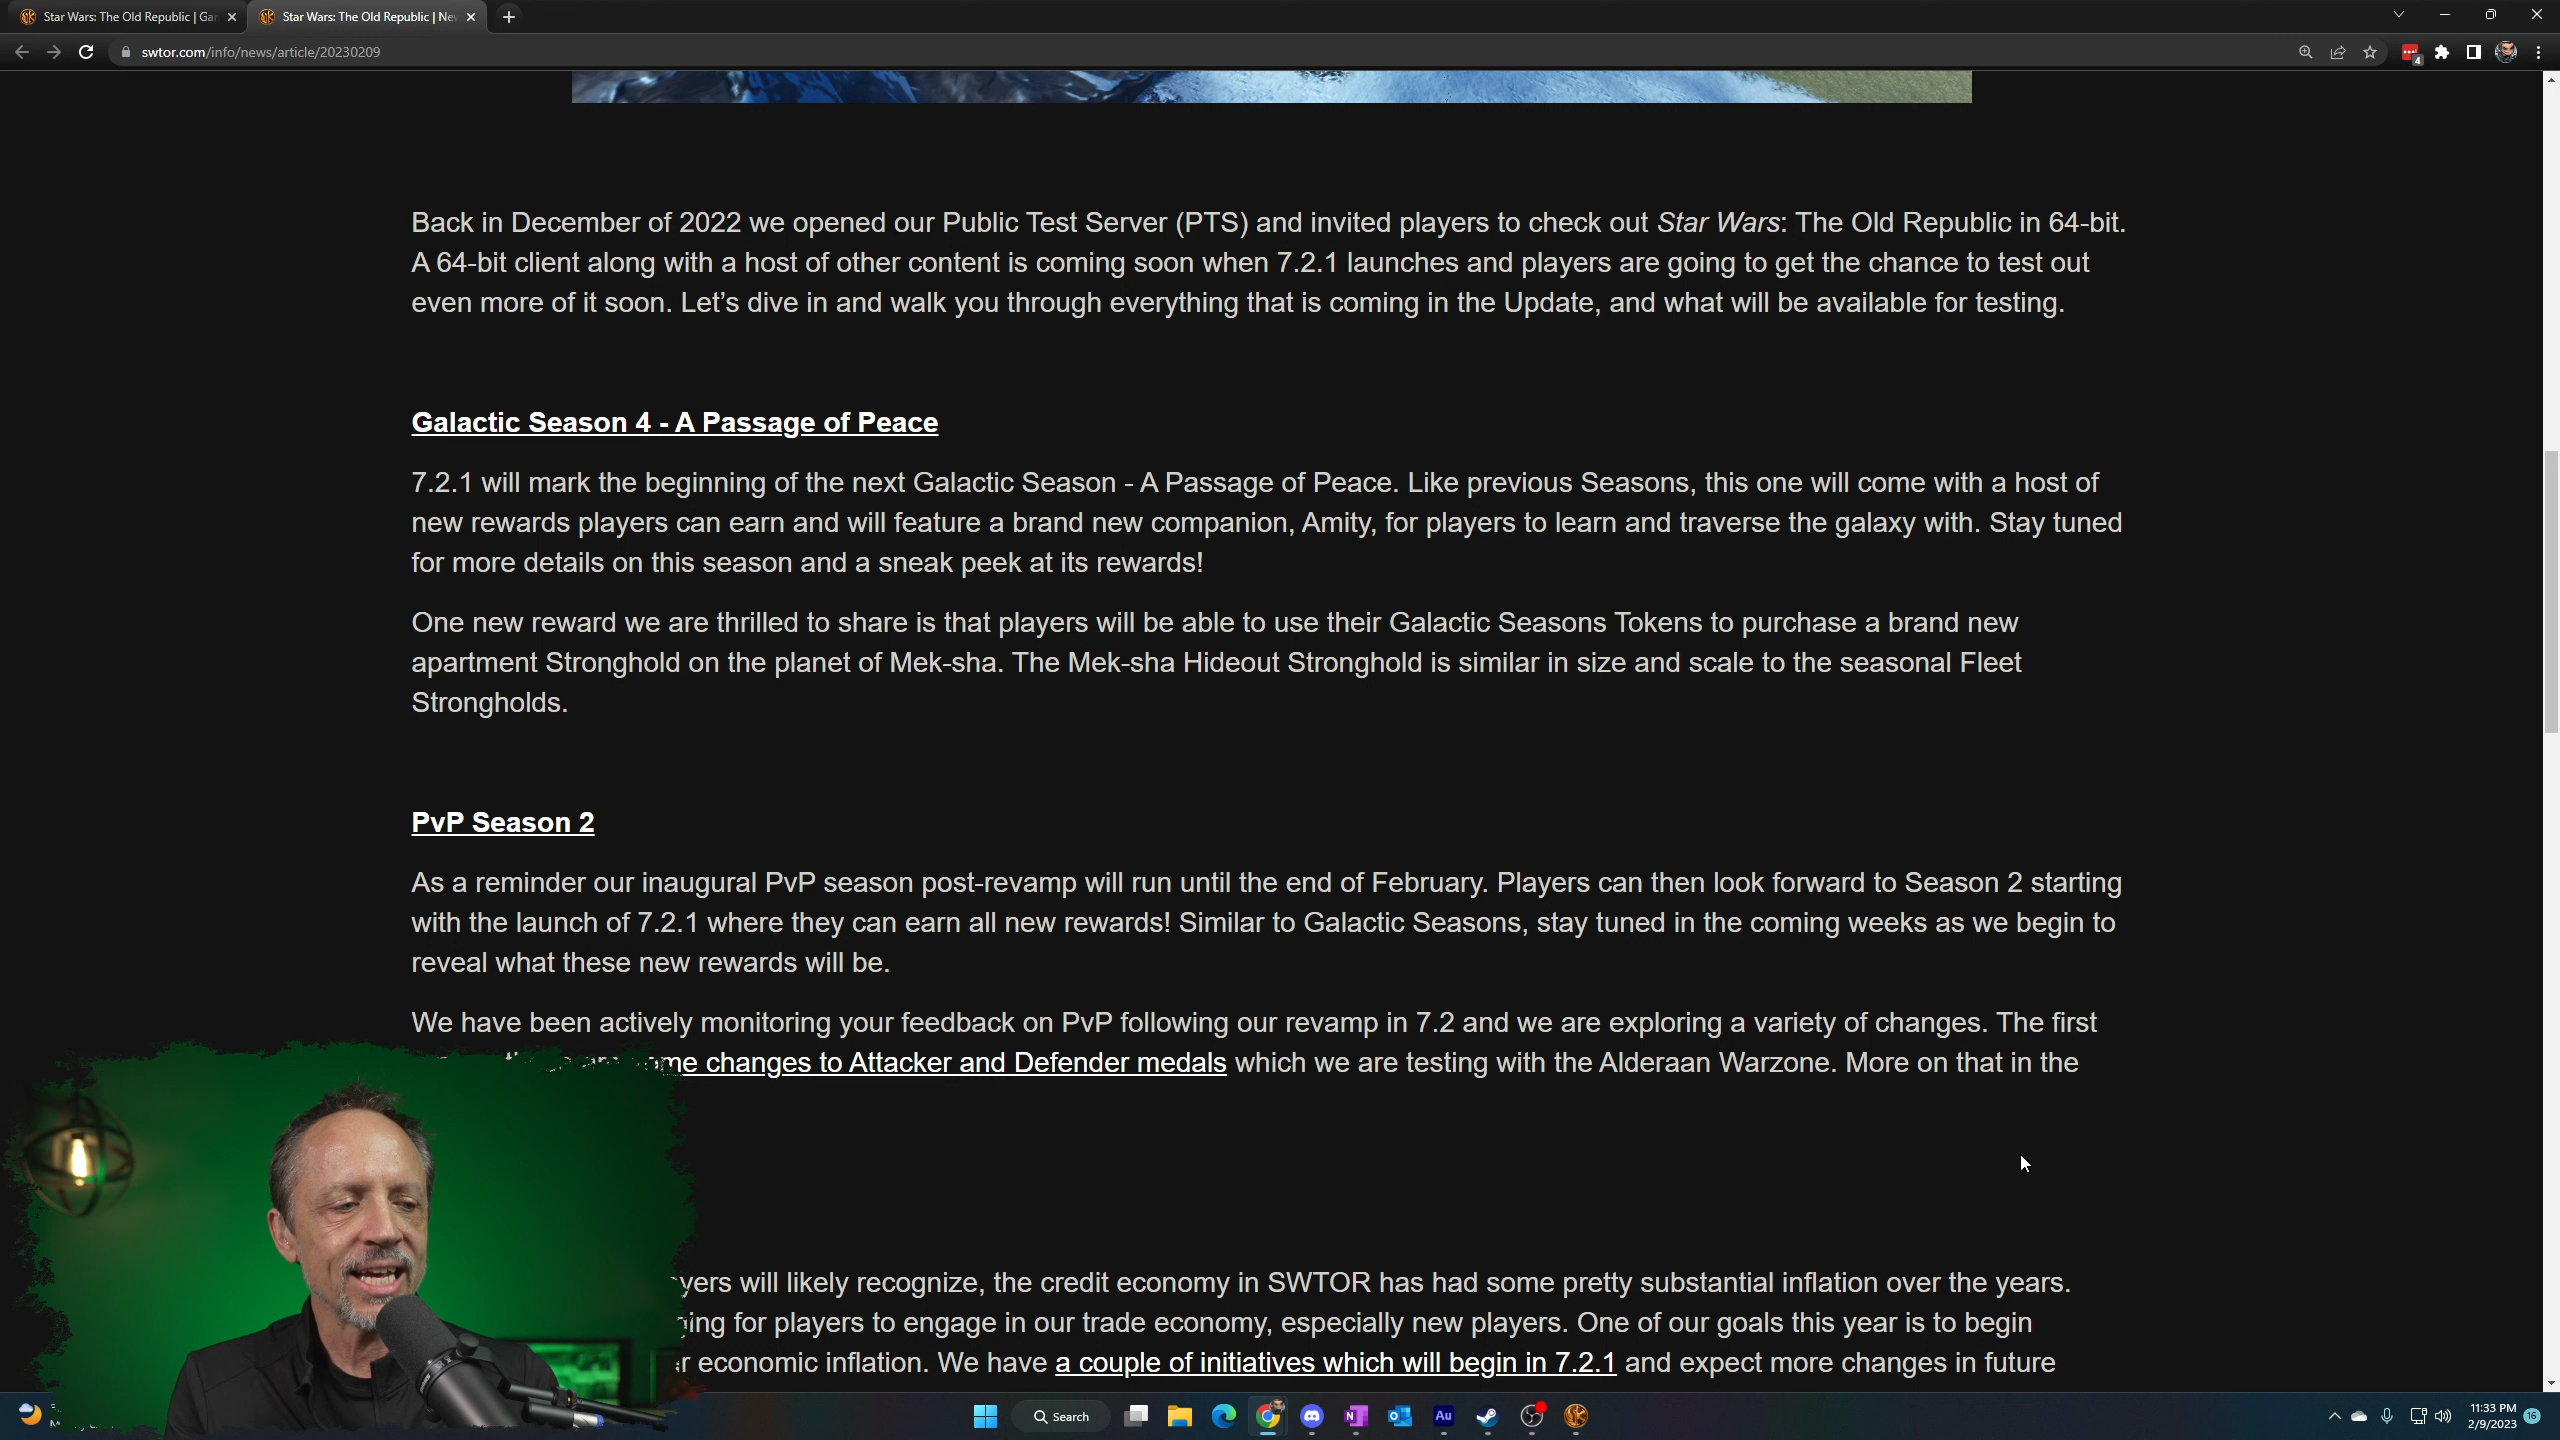 Star Wars: The Old Republic | Gar
Star Wars: The Old Republic | Ne
swtor.com/info/news/article/20230209
4
Back in December of 2022 we opened our Public Test Server (PTS) and invited players to check out Star Wars: The Old Republic in 64-bit.
A 64-bit client along with a host of other content is coming soon when 7.2.1 launches and players are going to get the chance to test out
even more of it soon. Let’s dive in and walk you through everything that is coming in the Update, and what will be available for testing.
Galactic Season 4 - A Passage of Peace
7.2.1 will mark the beginning of the next Galactic Season - A Passage of Peace. Like previous Seasons, this one will come with a host of
new rewards players can earn and will feature a brand new companion, Amity, for players to learn and traverse the galaxy with. Stay tuned
for more details on this season and a sneak peek at its rewards!
One new reward we are thrilled to share is that players will be able to use their Galactic Seasons Tokens to purchase a brand new
apartment Stronghold on the planet of Mek-sha. The Mek-sha Hideout Stronghold is similar in size and scale to the seasonal Fleet
Strongholds.
PvP Season 2
As a reminder our inaugural PvP season post-revamp will run until the end of February. Players can then look forward to Season 2 starting
with the launch of 7.2.1 where they can earn all new rewards! Similar to Galactic Seasons, stay tuned in the coming weeks as we begin to
reveal what these new rewards will be.
We have been actively monitoring your feedback on PvP following our revamp in 7.2 and we are exploring a variety of changes. The first
changes to Attacker and Defender medals which we are testing with the Alderaan Warzone. More on that in the
will likely recognize, the credit economy in SWTOR has had some pretty substantial inflation over the years.
for players to engage in our trade economy, especially new players. One of our goals this year is to begin
economic inflation. We have a couple of initiatives which will begin in 7.2.1 and expect more changes in future
Search
Au
11:33 PM
2/9/2023
16